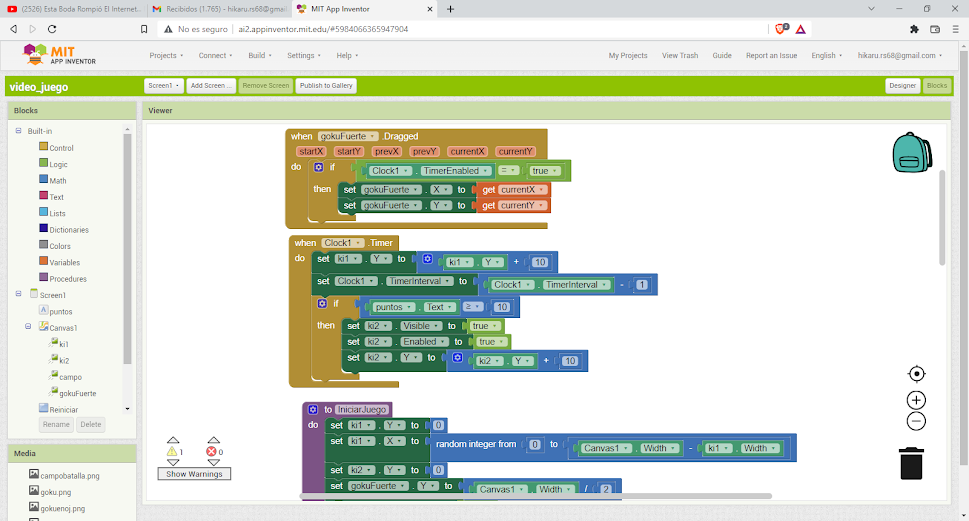 (2526) Esta Boda Rompió El Internet...
Recibidos (1.765) - hikaru.rs68@gmai
MIT App Inventor
No es seguro | ai2.appinventor.mit.edu/#5984066365947904
MIT
APP INVENTOR
Projects Connect Build Settings Help My Projects View Trash Guide Report an Issue English hikaru.rs68@gmail.com
video_juego Screen1 Add Screen ... Remove Screen Publish to Gallery Designer Blocks
Blocks Viewer
Built-in
Control
Logic
Math
Text
Lists
Dictionaries
Colors
Variables
Procedures
Screen1
puntos
Canvas1
ki1
ki2
campo
gokuFuerte
Reiniciar
Rename Delete
Media
campobatalla.png
goku.png
gokuenoj.png
when gokuFuerte .Dragged
startX startY prevX prevY currentX currentY
do if Clock1 . TimerEnabled = true
then set gokuFuerte . X to get currentX
set gokuFuerte . Y to get currentY
when Clock1 .Timer
do set ki1 . Y to ki1 . Y + 10
set Clock1 . TimerInterval to Clock1 . TimerInterval - 1
if puntos . Text ≥ 10
then set ki2 . Visible to true
set ki2 . Enabled to true
set ki2 . Y to ki2 . Y + 10
to IniciarJuego
do set ki1 . Y to 0
set ki1 . X to random integer from 0 to Canvas1 . Width - ki1 . Width
set ki2 . Y to 0
set gokuFuerte . Y to Canvas1 . Width / 2
1 0
Show Warnings